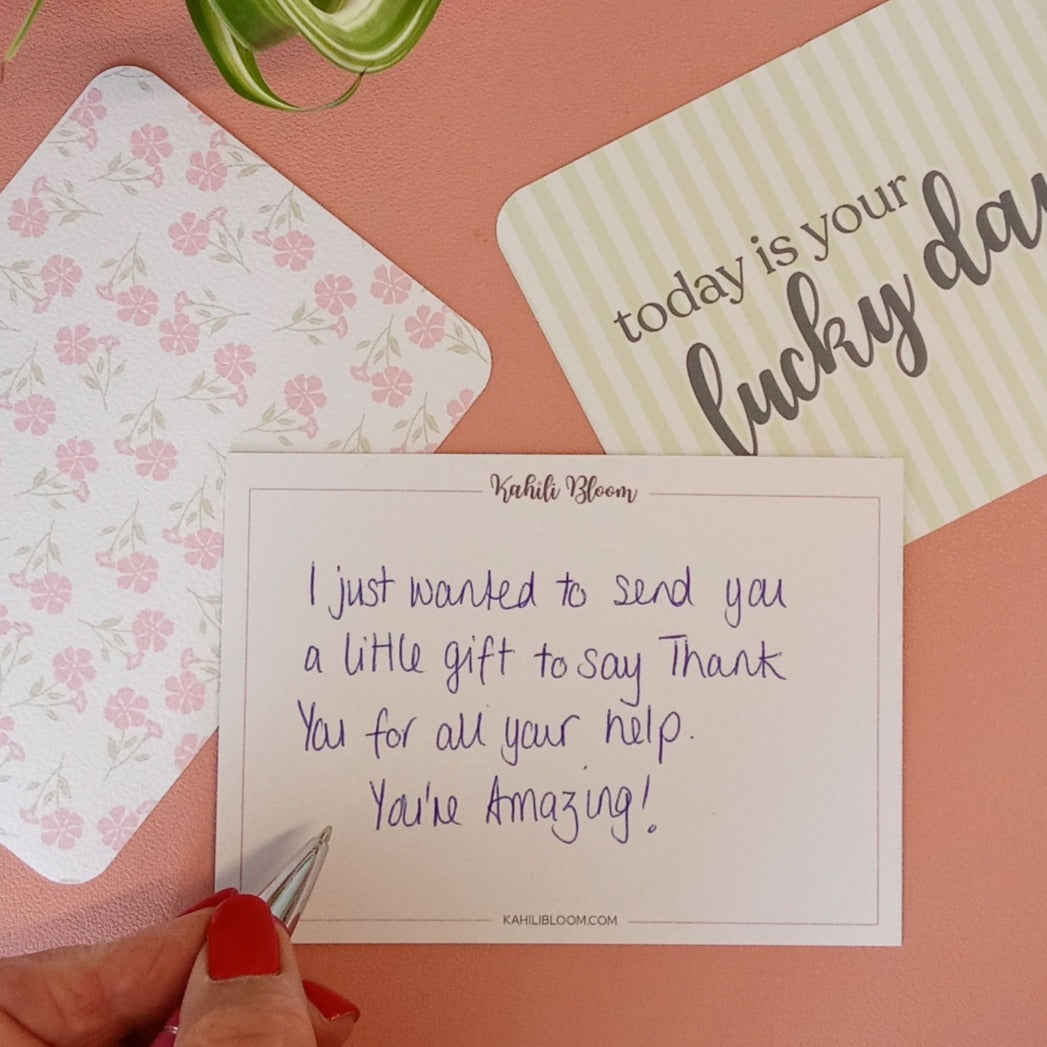 today is your
lucky day
Kahili Bloom
I just wanted to send you
a little gift to say Thank
You for all your help.
You're Amazing!
KAHILIBLOOM.COM